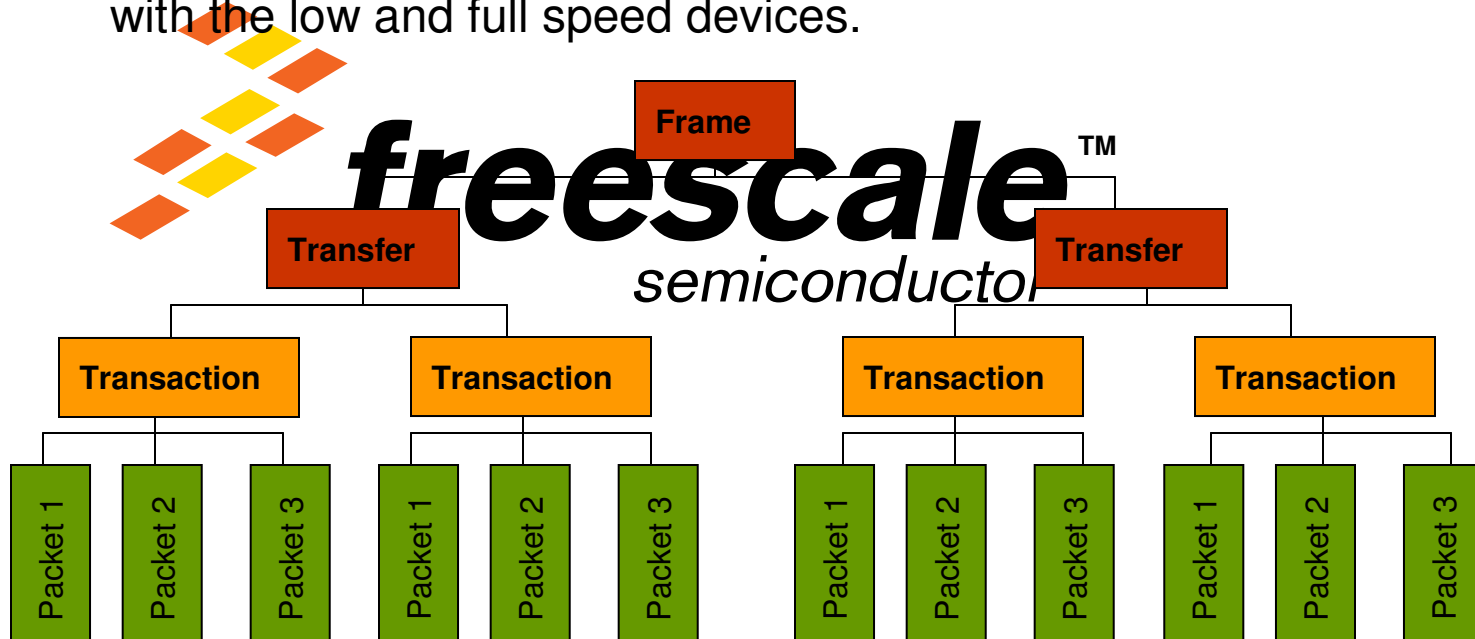 with the low and full speed devices.
Frame
freescale™
semiconductor
Transfer Transfer
Transaction Transaction Transaction Transaction
Packet 1 Packet 2 Packet 3 Packet 1 Packet 2 Packet 3 Packet 1 Packet 2 Packet 3 Packet 1 Packet 2 Packet 3